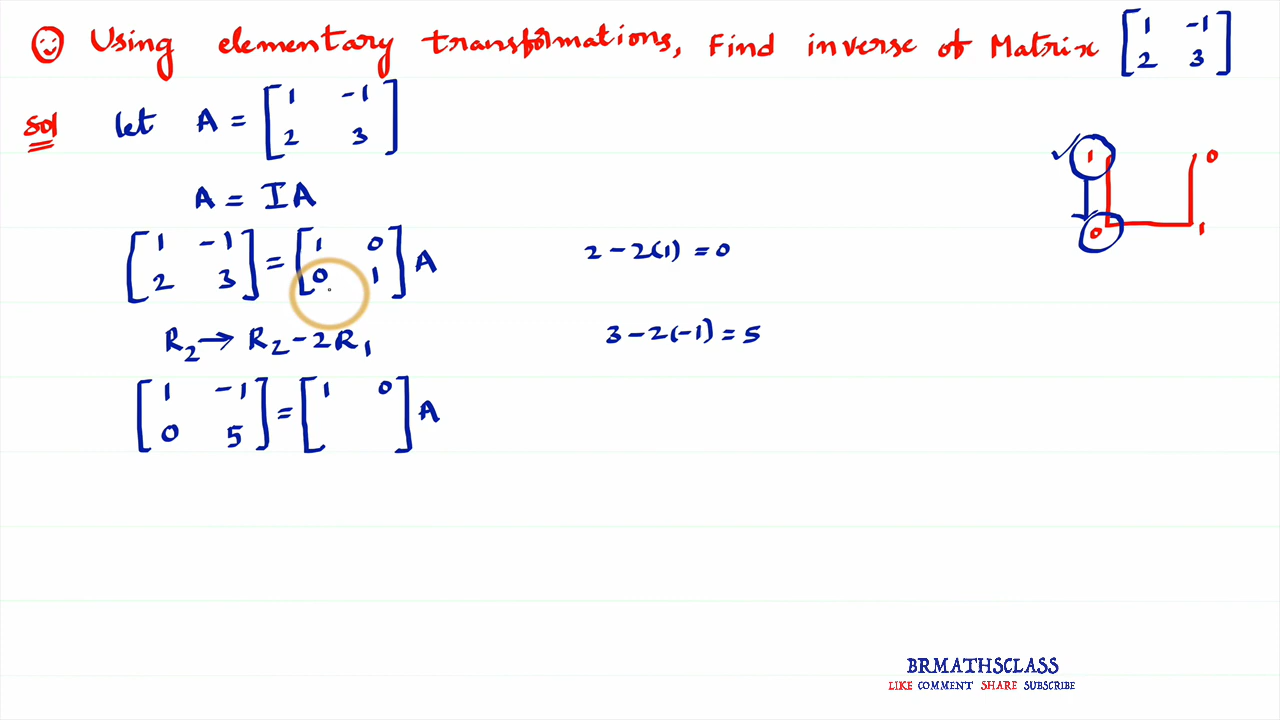 Using elementary transformations, Find inverse of Matrix [1 -1
2 3]
Sol let A = [1 -1
2 3]
A = IA
[1 -1
2 3] = [1 0
0 1] A
2 - 2(1) = 0
R₂ → R₂ - 2R₁
3 - 2(-1) = 5
[1 -1
0 5] = [1 0
] A
✓ 1 0
0 1
BRMATHSCLASS
LIKE COMMENT SHARE SUBSCRIBE